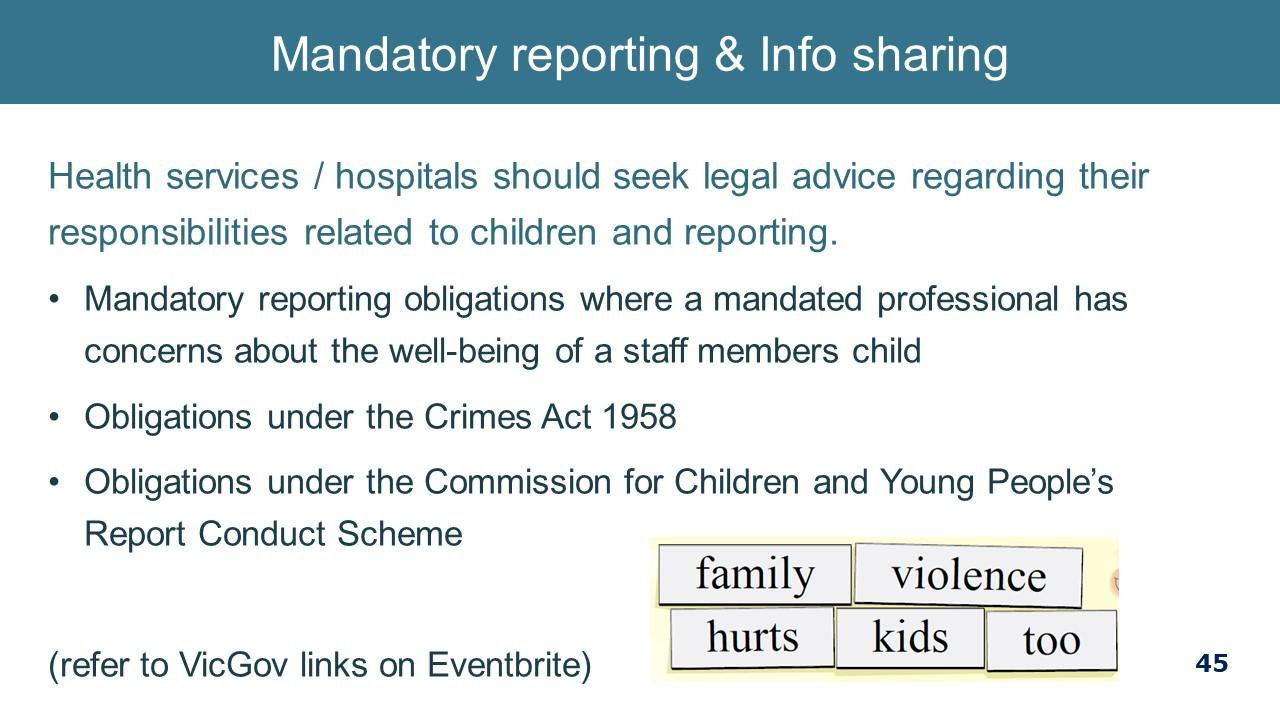 Mandatory reporting & Info sharing
Health services / hospitals should seek legal advice regarding their
responsibilities related to children and reporting.
• Mandatory reporting obligations where a mandated professional has
concerns about the well-being of a staff members child
• Obligations under the Crimes Act 1958
• Obligations under the Commission for Children and Young People’s
Report Conduct Scheme
family violence
hurts kids too
(refer to VicGov links on Eventbrite)
45